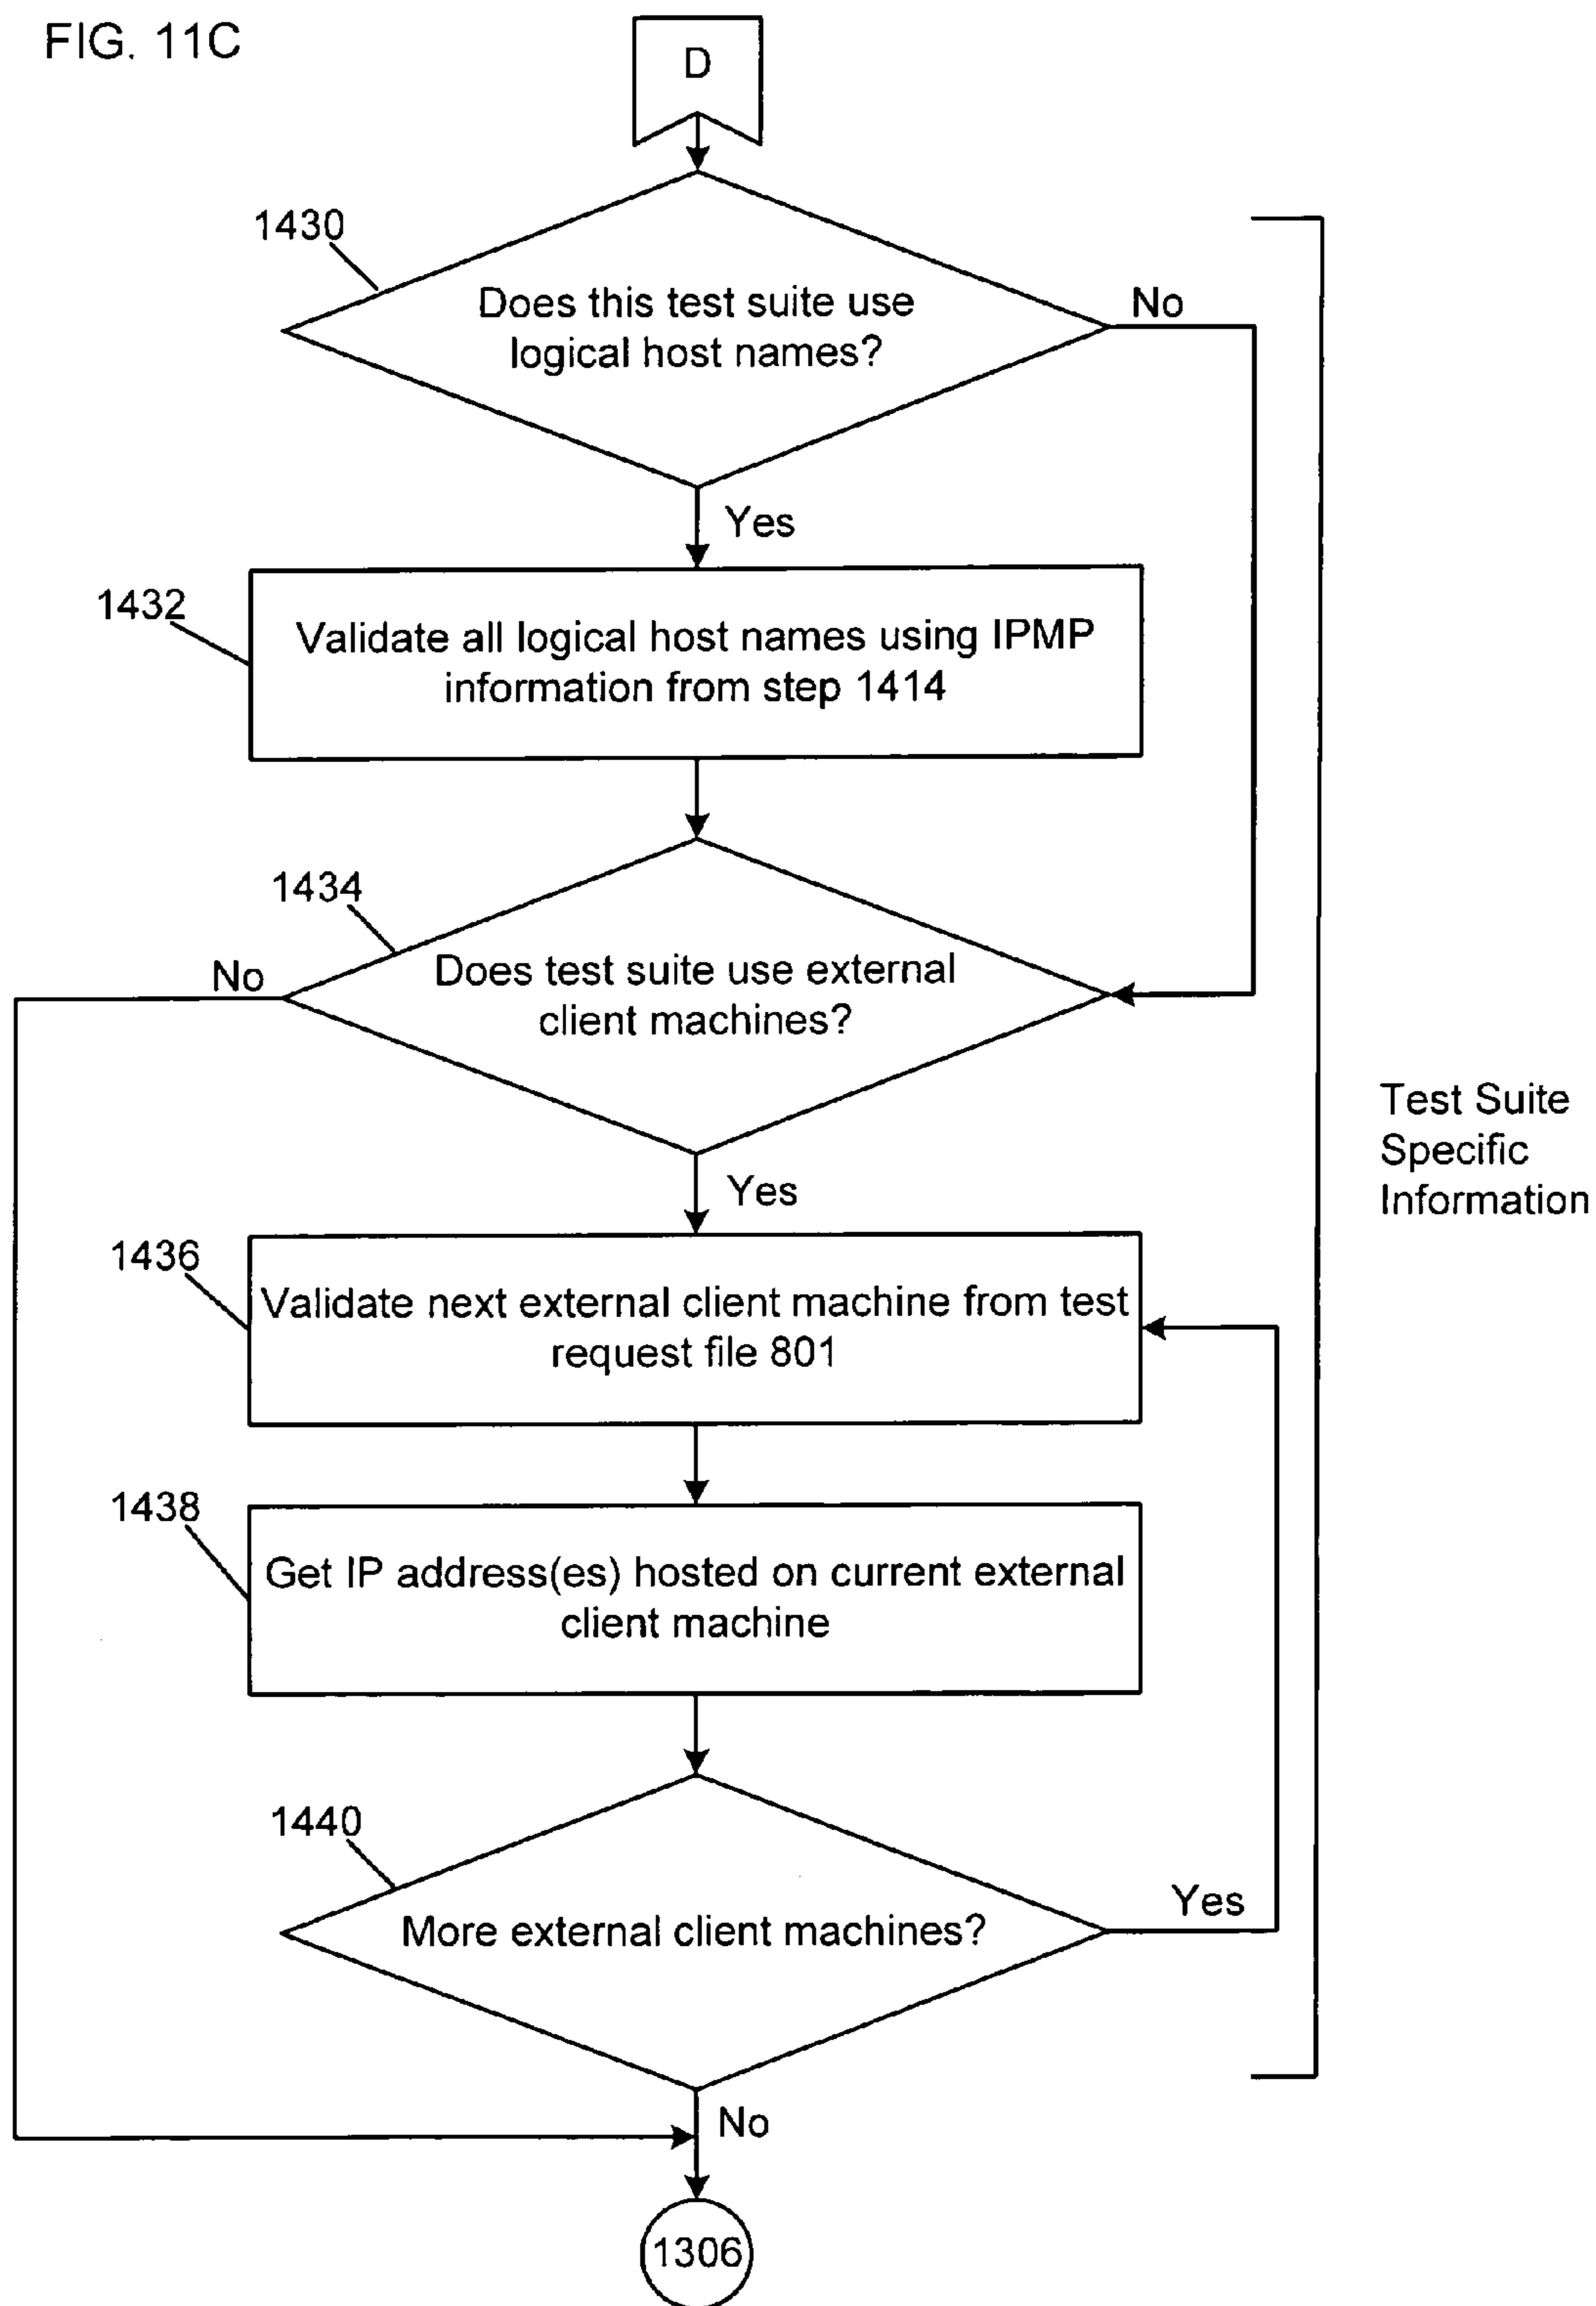 FIG. 11C
D
1430
Does this test suite use
logical host names?
No
Yes
1432
Validate all logical host names using IPMP
information from step 1414
1434
Does test suite use external
client machines?
No
Yes
Test Suite
Specific
Information
1436
Validate next external client machine from test
request file 801
1438
Get IP address(es) hosted on current external
client machine
1440
More external client machines?
Yes
No
1306